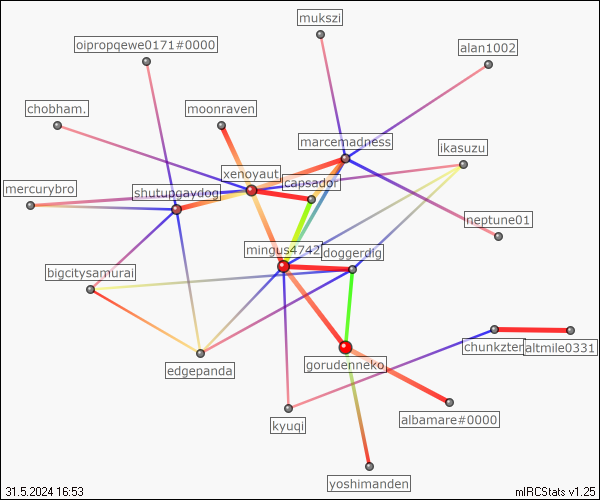 mukszi
oipropqewe0171#0000
alan1002
chobham.
moonraven
marcemadness
ikasuzu
xenoyaut
capsador
mercurybro
shutupgaydog
neptune01
mingus4742
doggerdig
bigcitysamurai
chunkzter
altmile0331
gorudenneko
edgepanda
albamare#0000
kyuqi
yoshimanden
31.5.2024 16:53
mIRCStats v1.25